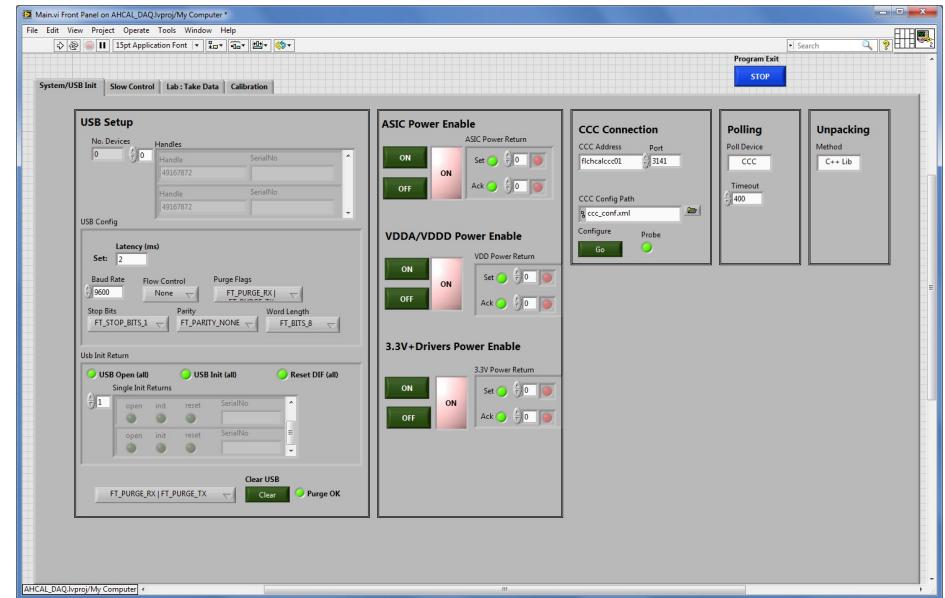 Main.vi Front Panel on AHCAL_DAQ.lvproj/My Computer *
File Edit View Project Operate Tools Window Help
15pt Application Font
Search
2
Program Exit
STOP
System/USB Init Slow Control Lab : Take Data Calibration
USB Setup
No. Devices
Handles
0
0
Handle SerialNo
49167872
Handle SerialNo
49167872
USB Config
Latency (ms)
Set: 2
Baud Rate Flow Control Purge Flags
9600 None FT_PURGE_RX |
Stop Bits Parity Word Length
FT_STOP_BITS_1 FT_PARITY_NONE FT_BITS_8
Usb Init Return
USB Open (all) USB Init (all) Reset DIF (all)
Single Init Returns
1
open init reset SerialNo
open init reset SerialNo
Clear USB
FT_PURGE_RX | FT_PURGE_TX Clear Purge OK
ASIC Power Enable
ASIC Power Return
ON
OFF
ON
Set 0
Ack 0
VDDA/VDDD Power Enable
VDD Power Return
ON
OFF
ON
Set 0
Ack 0
3.3V+Drivers Power Enable
3.3V Power Return
ON
OFF
ON
Set 0
Ack 0
CCC Connection
CCC Address Port
flchcalccc01 3141
CCC Config Path
ccc_conf.xml
Configure Probe
Go
Polling
Poll Device
CCC
Timeout
400
Unpacking
Method
C++ Lib
AHCAL_DAQ.lvproj/My Computer